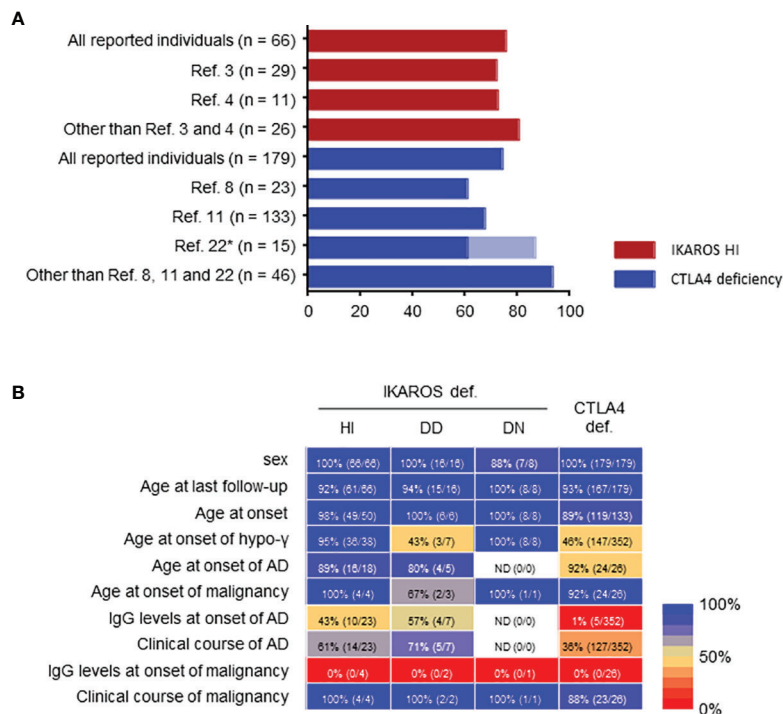 A
All reported individuals (n = 66)
Ref. 3 (n = 29)
Ref. 4 (n = 11)
Other than Ref. 3 and 4 (n = 26)
All reported individuals (n = 179)
Ref. 8 (n = 23)
Ref. 11 (n = 133)
Ref. 22* (n = 15)
Other than Ref. 8, 11 and 22 (n = 46)
0 20 40 60 80 100
IKAROS HI
CTLA4 deficiency
B
IKAROS def.
CTLA4 def.
HI DD DN
sex 100% (66/66) 100% (16/16) 88% (7/8) 100% (179/179)
Age at last follow-up 92% (61/66) 94% (15/16) 100% (8/8) 93% (167/179)
Age at onset 98% (49/50) 100% (6/6) 100% (8/8) 89% (119/133)
Age at onset of hypo-γ 95% (36/38) 43% (3/7) 100% (8/8) 46% (147/352)
Age at onset of AD 89% (16/18) 80% (4/5) ND (0/0) 92% (24/26)
Age at onset of malignancy 100% (4/4) 67% (2/3) 100% (1/1) 92% (24/26)
IgG levels at onset of AD 43% (10/23) 57% (4/7) ND (0/0) 1% (5/352)
Clinical course of AD 61% (14/23) 71% (5/7) ND (0/0) 36% (127/352)
IgG levels at onset of malignancy 0% (0/4) 0% (0/2) 0% (0/1) 0% (0/26)
Clinical course of malignancy 100% (4/4) 100% (2/2) 100% (1/1) 88% (23/26)
100%
50%
0%